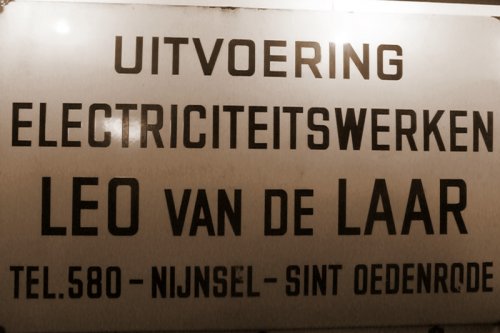 UITVOERING
ELECTRICITEITSWERKEN
LEO VAN DE LAAR
TEL.580-NIJNSEL-SINT OEDENRODE